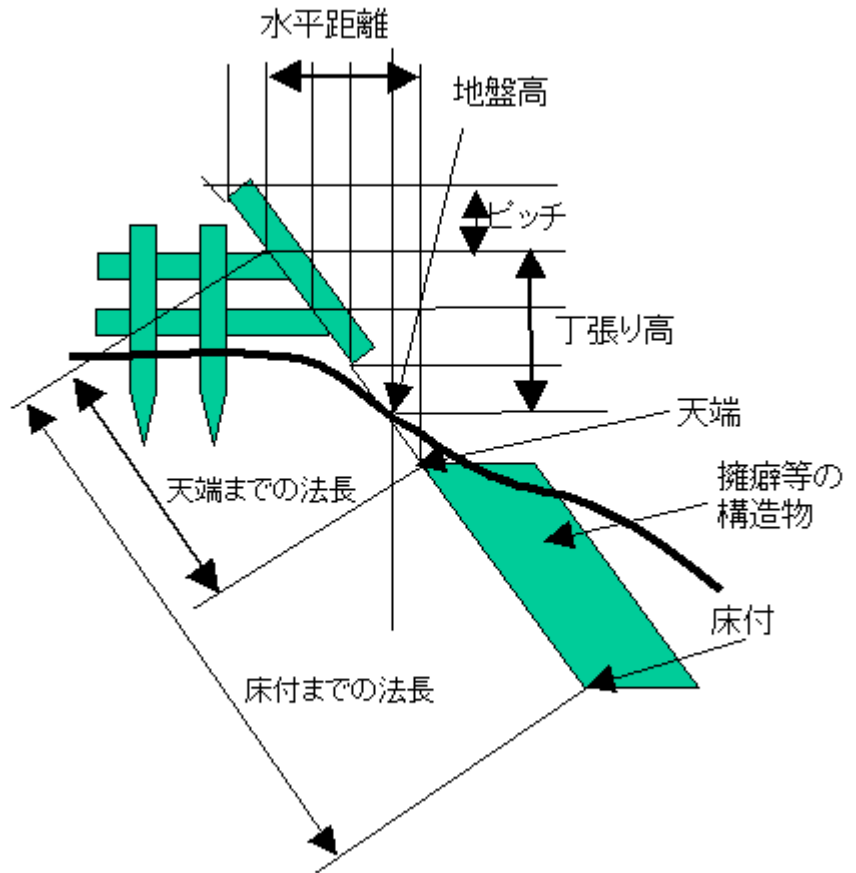 水平距離
地盤高
ピッチ
丁張り高
天端
天端までの法長
擁癖等の
構造物
床付
床付までの法長